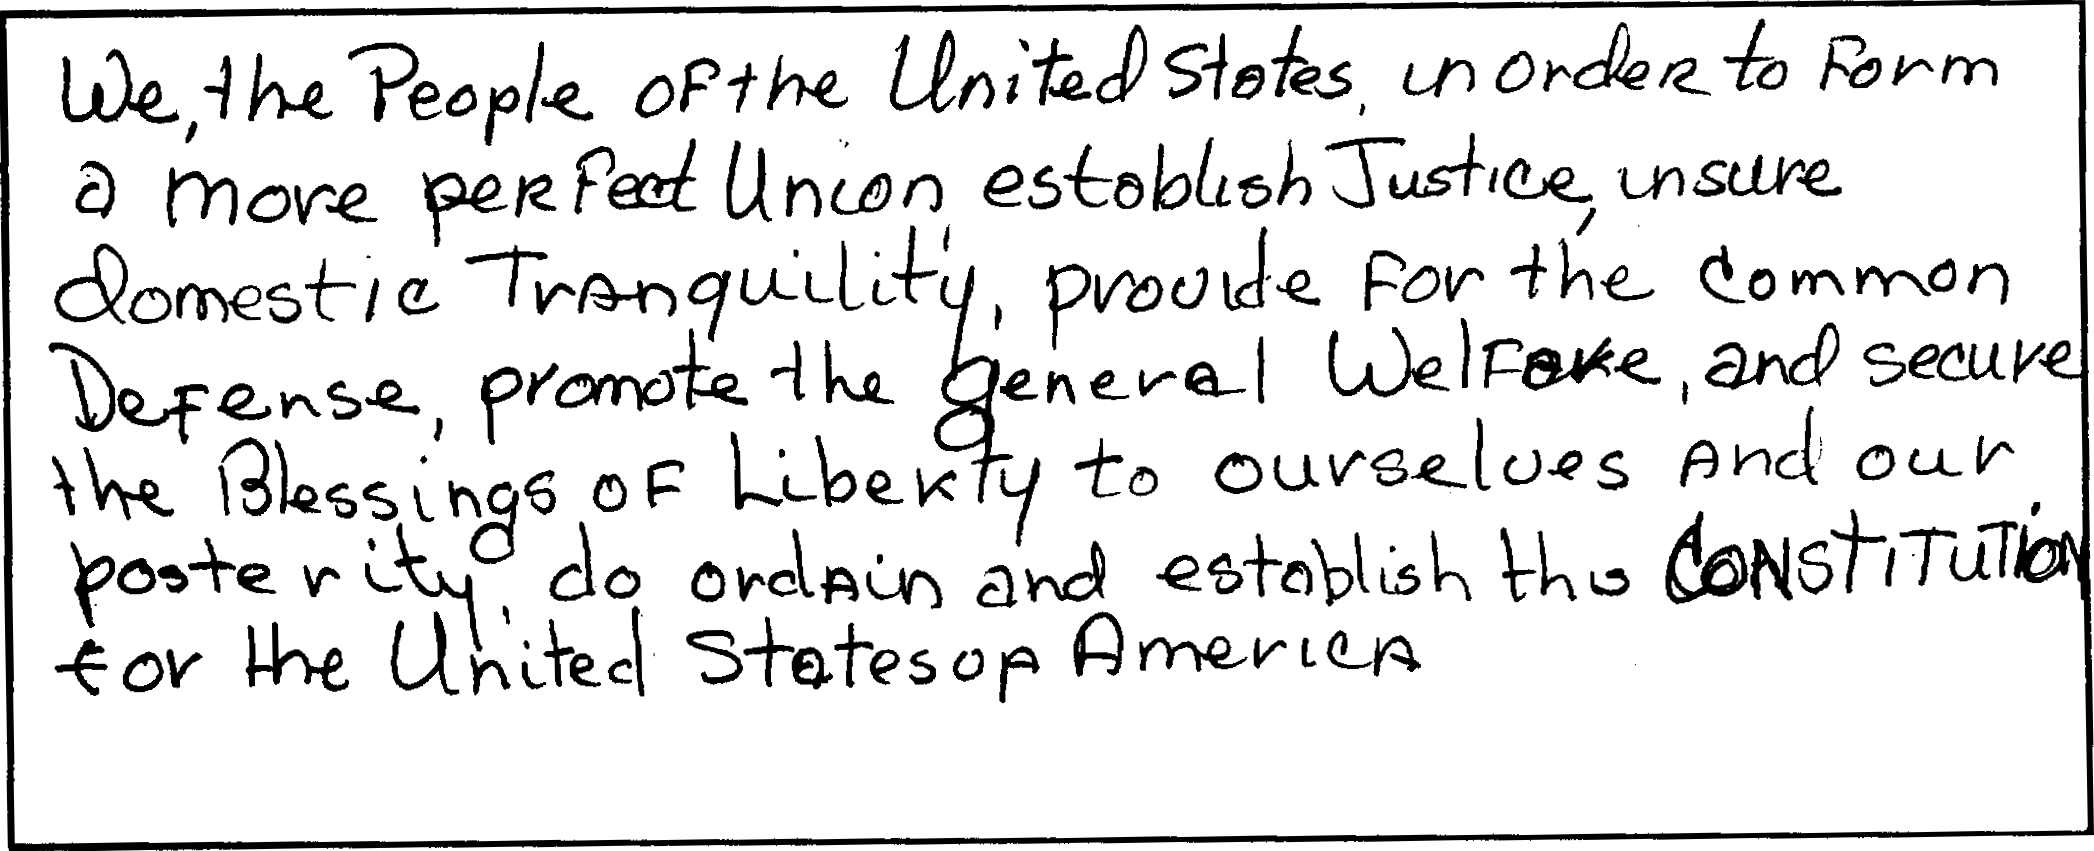 We, the People of the United States, in order to form
a more perfect Union establish Justice, insure
domestic Tranquility, provide for the common
Defense, promote the general Welfare, and secure
the Blessings of Liberty to ourselves and our
posterity, do ordain and establish this CONSTITUTION
for the United States of America